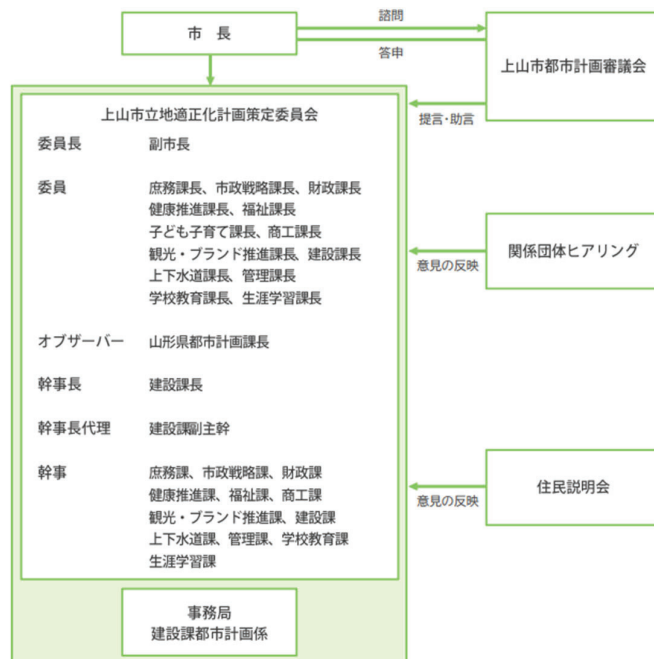 市 長
諮問
答申
上山市都市計画審議会
提言・助言
上山市立地適正化計画策定委員会
委員長 副市長
委員 庶務課長、市政戦略課長、財政課長
健康推進課長、福祉課長
子ども子育て課長、商工課長
観光・ブランド推進課長、建設課長
上下水道課長、管理課長
学校教育課長、生涯学習課長
オブザーバー 山形県都市計画課長
幹事長 建設課長
幹事長代理 建設課副主幹
幹事 庶務課、市政戦略課、財政課
健康推進課、福祉課、商工課
観光・ブランド推進課、建設課
上下水道課、管理課、学校教育課
生涯学習課
事務局
建設課都市計画係
関係団体ヒアリング
意見の反映
住民説明会
意見の反映